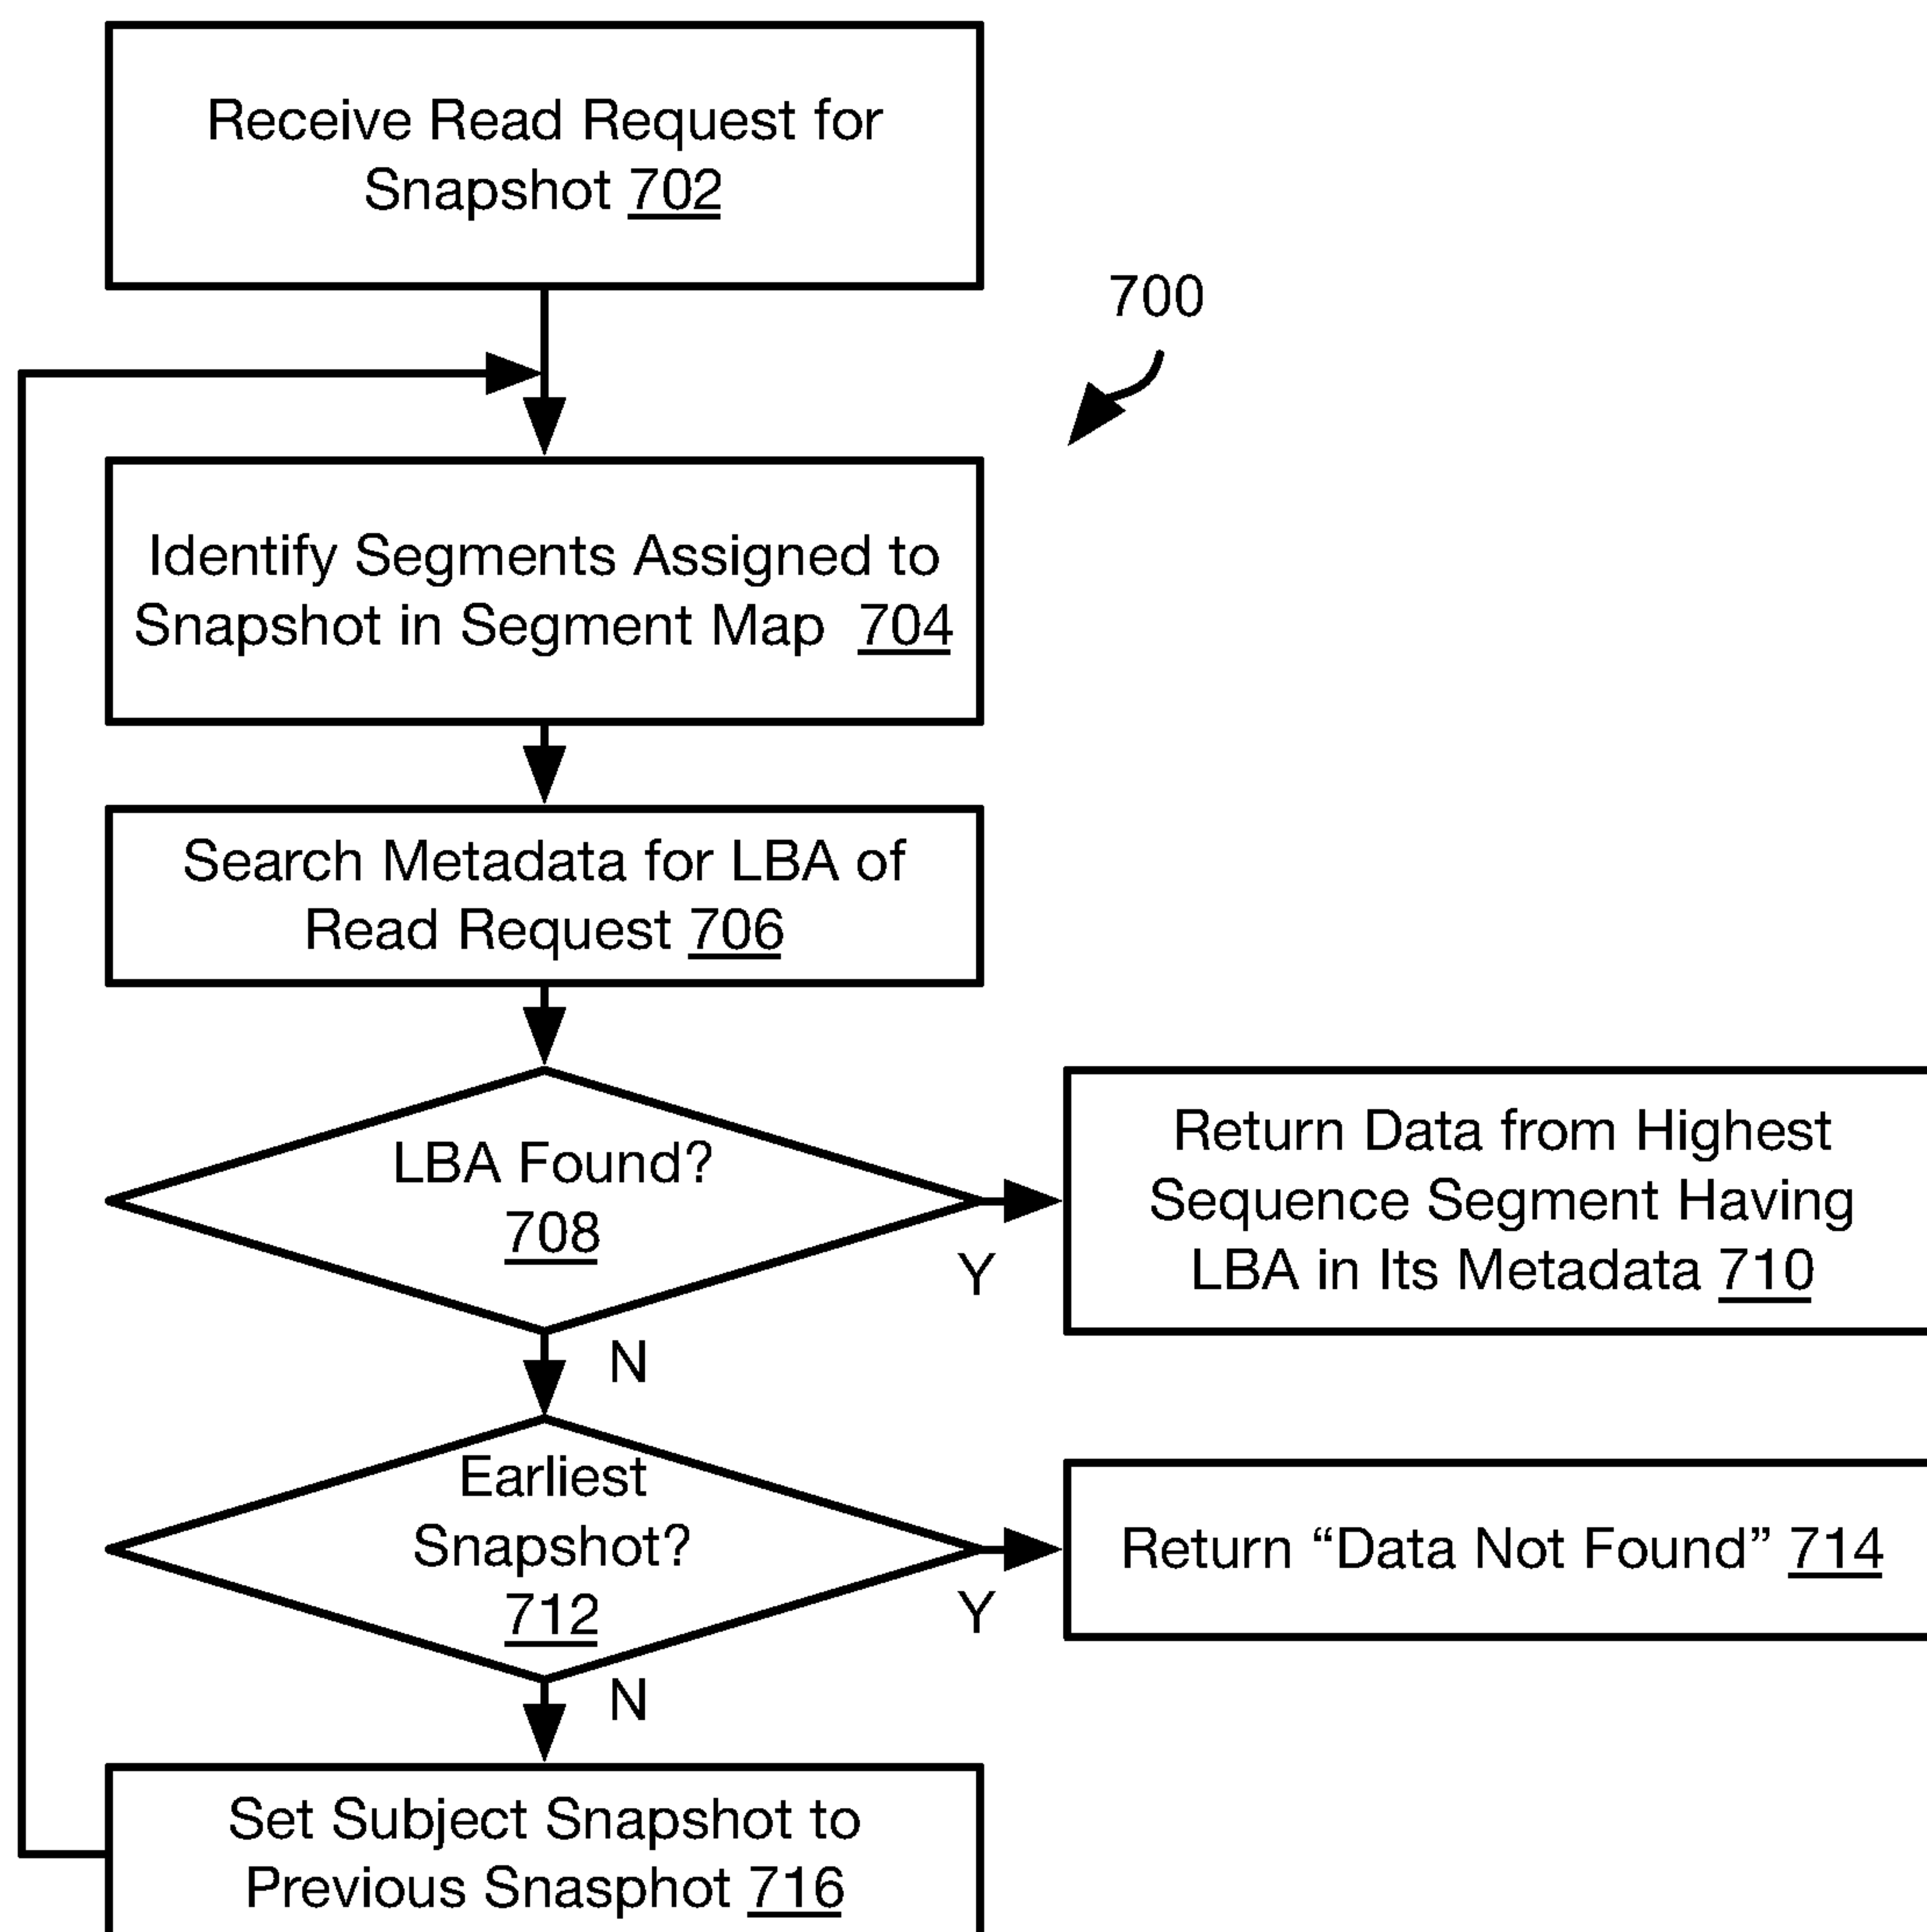 Receive Read Request for
Snapshot 702
700
Identify Segments Assigned to
Snapshot in Segment Map 704
Search Metadata for LBA of
Read Request 706
LBA Found?
708
Y
N
Return Data from Highest
Sequence Segment Having
LBA in Its Metadata 710
Earliest
Snapshot?
712
Y
N
Return “Data Not Found” 714
Set Subject Snapshot to
Previous Snasphot 716